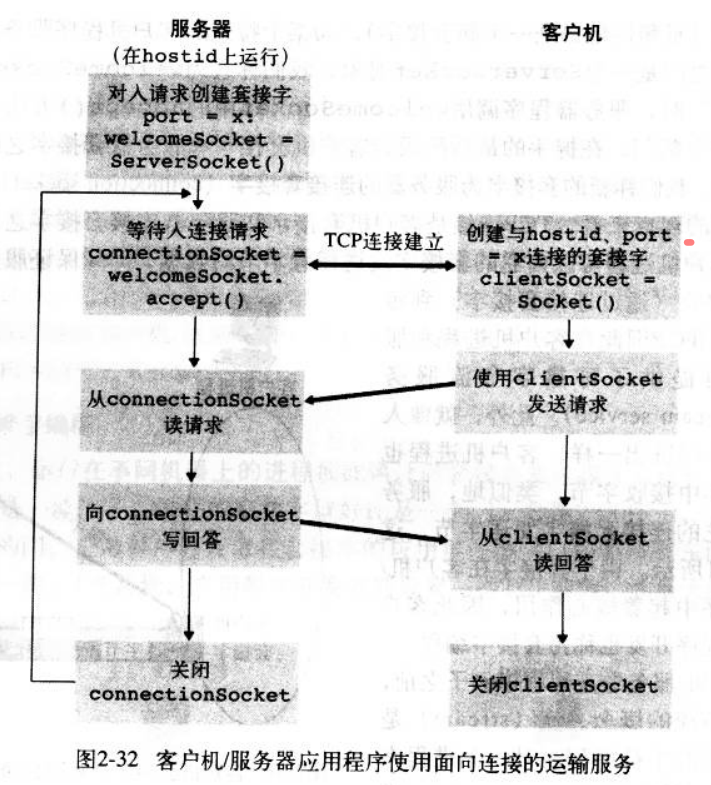 服务器
(在hostid上运行)
客户机
对入请求创建套接字
port = x:
welcomeSocket =
ServerSocket()
等待入连接请求
connectionSocket =
welcomeSocket.
accept()
TCP连接建立
创建与hostid、port
= x连接的套接字
clientSocket =
Socket()
从connectionSocket
读请求
使用clientSocket
发送请求
向connectionSocket
写回答
从clientSocket
读回答
关闭
connectionSocket
关闭clientSocket
图2-32 客户机/服务器应用程序使用面向连接的运输服务